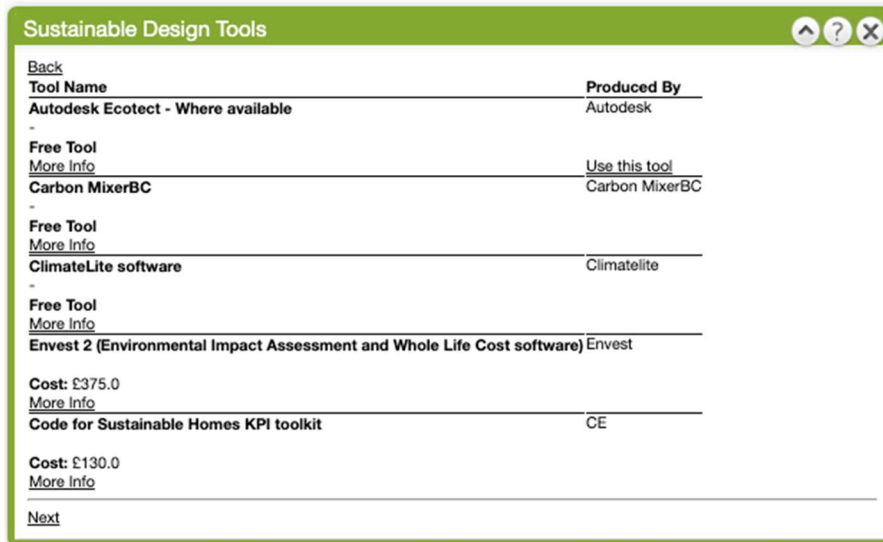 Sustainable Design Tools
Back
Tool Name Produced By
Autodesk Ecotect - Where available Autodesk
-
Free Tool
More Info Use this tool
Carbon MixerBC Carbon MixerBC
-
Free Tool
More Info
ClimateLite software Climatelite
-
Free Tool
More Info
Envest 2 (Environmental Impact Assessment and Whole Life Cost software) Envest
Cost: £375.0
More Info
Code for Sustainable Homes KPI toolkit CE
Cost: £130.0
More Info
Next